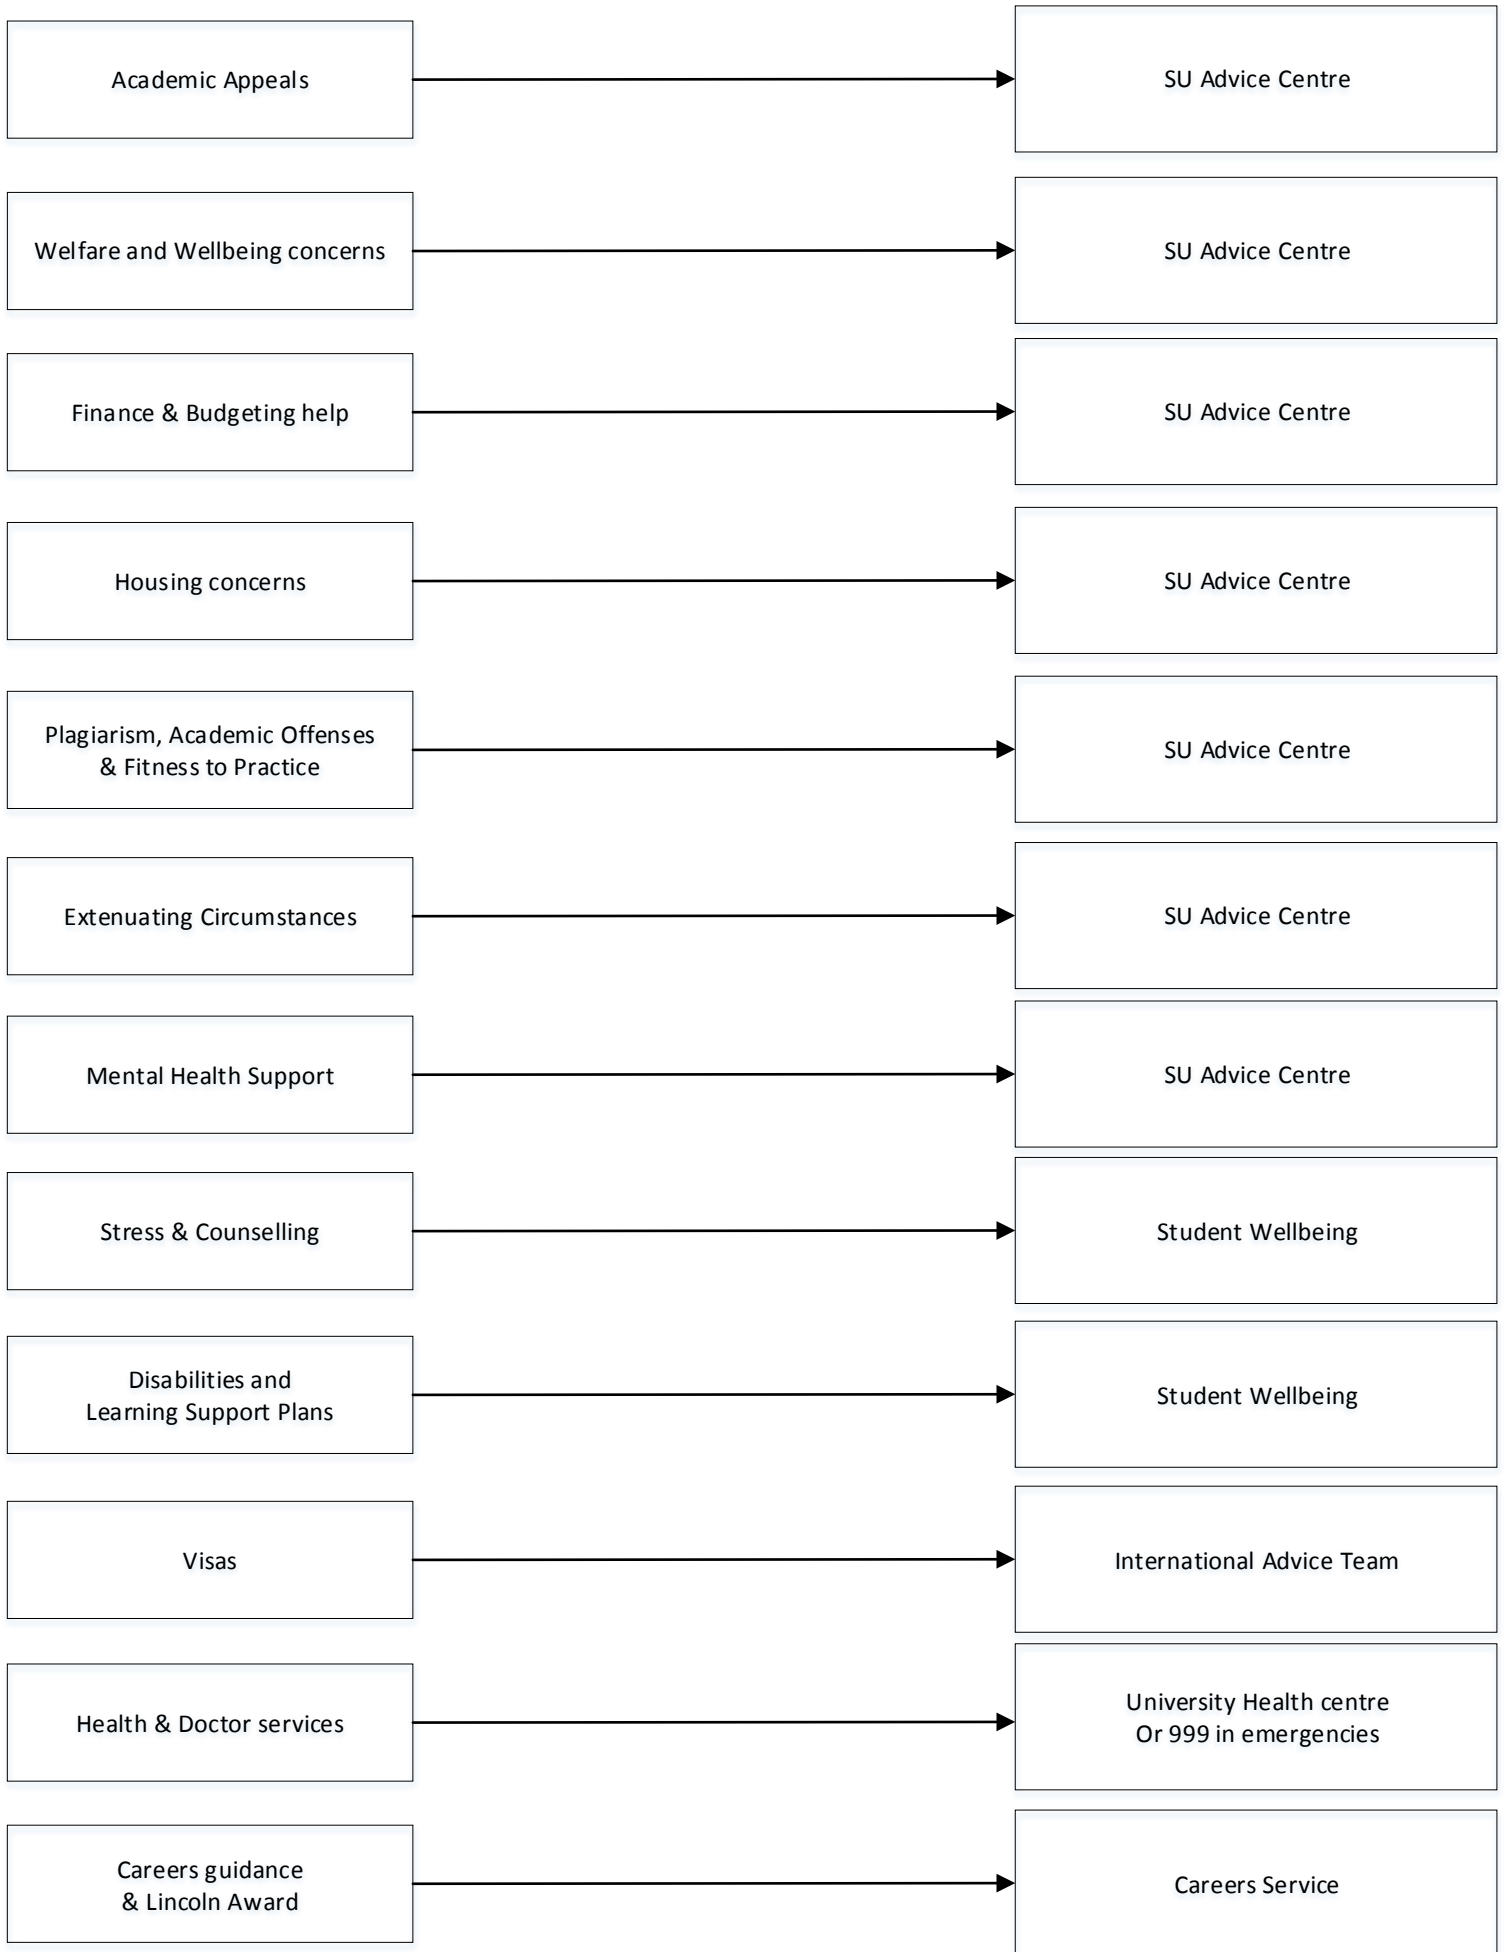 Academic Appeals
SU Advice Centre
Welfare and Wellbeing concerns
SU Advice Centre
Finance & Budgeting help
SU Advice Centre
Housing concerns
SU Advice Centre
Plagiarism, Academic Offenses
& Fitness to Practice
SU Advice Centre
Extenuating Circumstances
SU Advice Centre
Mental Health Support
SU Advice Centre
Stress & Counselling
Student Wellbeing
Disabilities and
Learning Support Plans
Student Wellbeing
Visas
International Advice Team
Health & Doctor services
University Health centre
Or 999 in emergencies
Careers guidance
& Lincoln Award
Careers Service